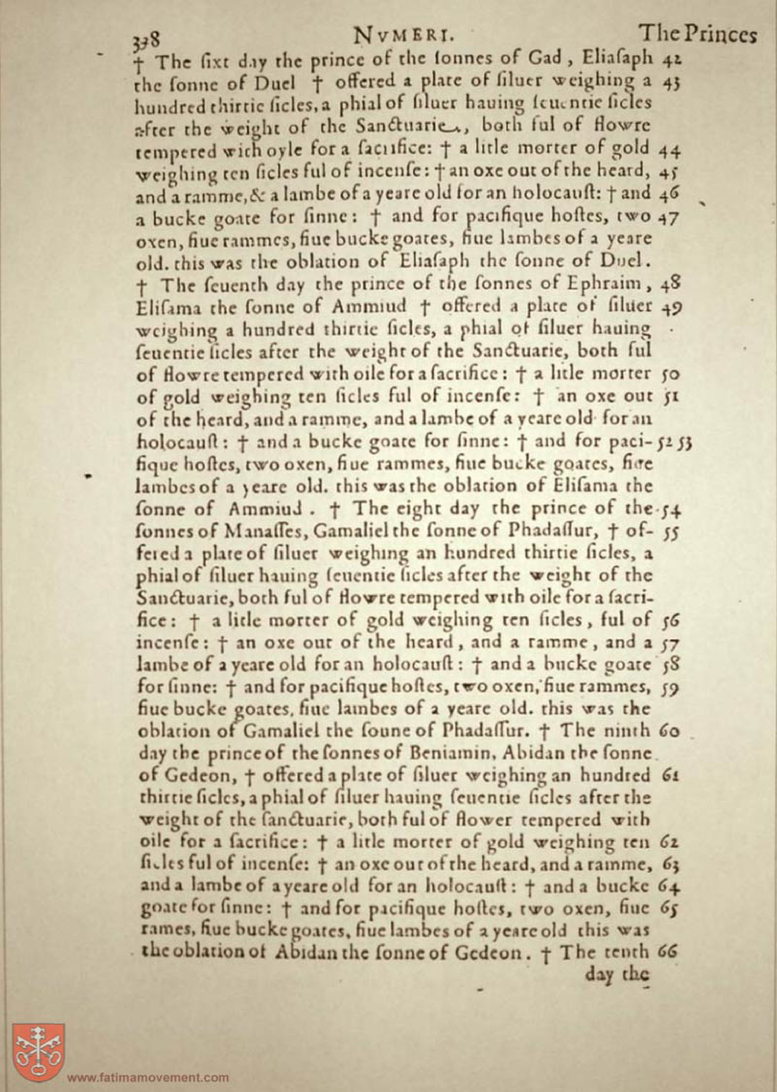 338 NVMERI. The Princes
† The ſixt day the prince of the ſonnes of Gad, Eliaſaph 42
the ſonne of Duel † offered a plate of ſiluer weighing a 43
hundred thirtie ſicles, a phial of ſiluer hauing ſeuentie ſicles
after the weight of the Sanctuarie, both ful of flowre
tempered with oyle for a ſacrifice: † a litle morter of gold 44
weighing ten ſicles ful of incenſe: † an oxe out of the heard, 45
and a ramme, & a lambe of a yeare old for an holocauſt: † and 46
a bucke goate for ſinne: † and for pacifique hoſtes, two 47
oxen, fiue rammes, fiue bucke goates, fiue lambes of a yeare
old. this was the oblation of Eliaſaph the ſonne of Duel.
† The ſeuenth day the prince of the ſonnes of Ephraim, 48
Eliſama the ſonne of Ammiud † offered a plate of ſiluer 49
weighing a hundred thirtie ſicles, a phial of ſiluer hauing
ſeuentie ſicles after the weight of the Sanctuarie, both ful
of flowre tempered with oile for a ſacrifice: † a litle morter 50
of gold weighing ten ſicles ful of incenſe: † an oxe out 51
of the heard, and a ramme, and a lambe of a yeare old for an
holocauſt: † and a bucke goate for ſinne: † and for paci- 52 53
fique hoſtes, two oxen, fiue rammes, fiue bucke goates, fiue
lambes of a yeare old. this was the oblation of Eliſama the
ſonne of Ammiud. † The eight day the prince of the 54
ſonnes of Manaſſes, Gamaliel the ſonne of Phadaſſur, † of- 55
fered a plate of ſiluer weighing an hundred thirtie ſicles, a
phial of ſiluer hauing ſeuentie ſicles after the weight of the
Sanctuarie, both ful of flowre tempered with oile for a ſacri-
fice: † a litle morter of gold weighing ten ſicles, ful of 56
incenſe: † an oxe out of the heard, and a ramme, and a 57
lambe of a yeare old for an holocauſt: † and a bucke goate 58
for ſinne: † and for pacifique hoſtes, two oxen, fiue rammes, 59
fiue bucke goates, fiue lambes of a yeare old. this was the
oblation of Gamaliel the ſoune of Phadaſſur. † The ninth 60
day the prince of the ſonnes of Beniamin, Abidan the ſonne
of Gedeon, † offered a plate of ſiluer weighing an hundred 61
thirtie ſicles, a phial of ſiluer hauing ſeuentie ſicles after the
weight of the ſanctuarie, both ful of flower tempered with
oile for a ſacrifice: † a litle morter of gold weighing ten 62
ſicles ful of incenſe: † an oxe out of the heard, and a ramme, 63
and a lambe of a yeare old for an holocauſt: † and a bucke 64
goate for ſinne: † and for pacifique hoſtes, two oxen, fiue 65
rames, fiue bucke goates, fiue lambes of a yeare old this was
the oblation of Abidan the ſonne of Gedeon. † The tenth 66
day the
www.fatimamovement.com